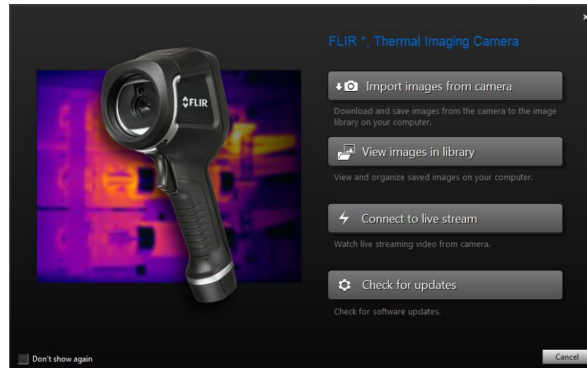 FLIR *, Thermal Imaging Camera
FLIR
Import images from camera
Download and save images from the camera to the image
library on your computer.
View images in library
View and organize saved images on your computer.
Connect to live stream
Watch live streaming video from camera.
Check for updates
Check for software updates.
Don't show again
Cancel